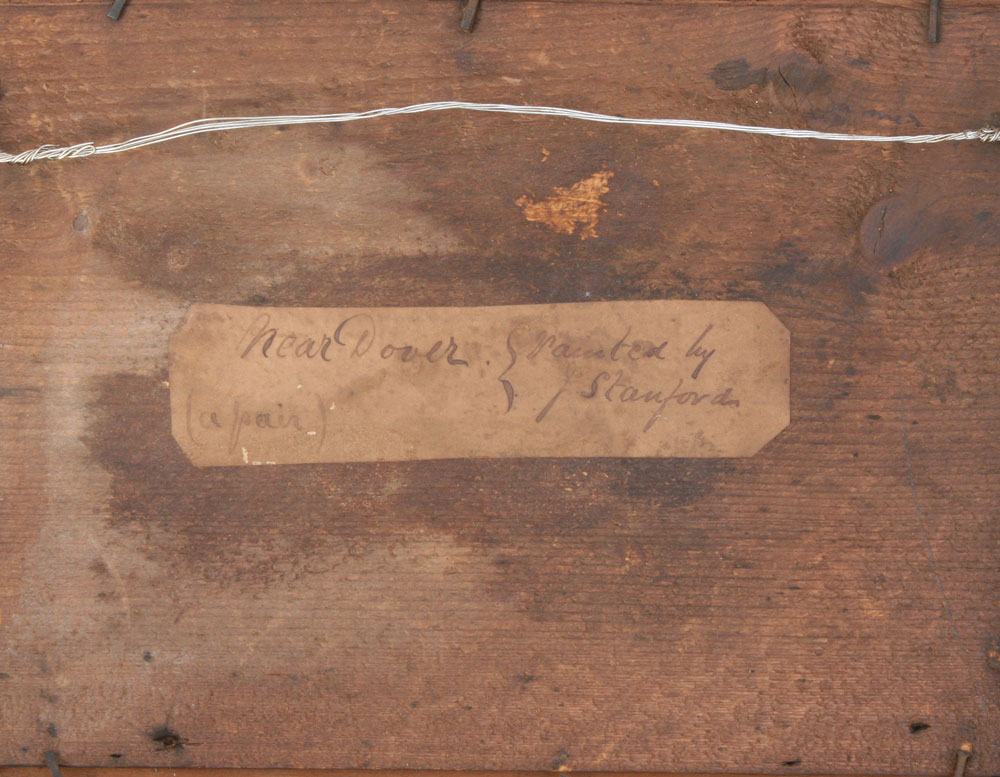 Near Dover. { Painted by
J Stanford
(a pair)